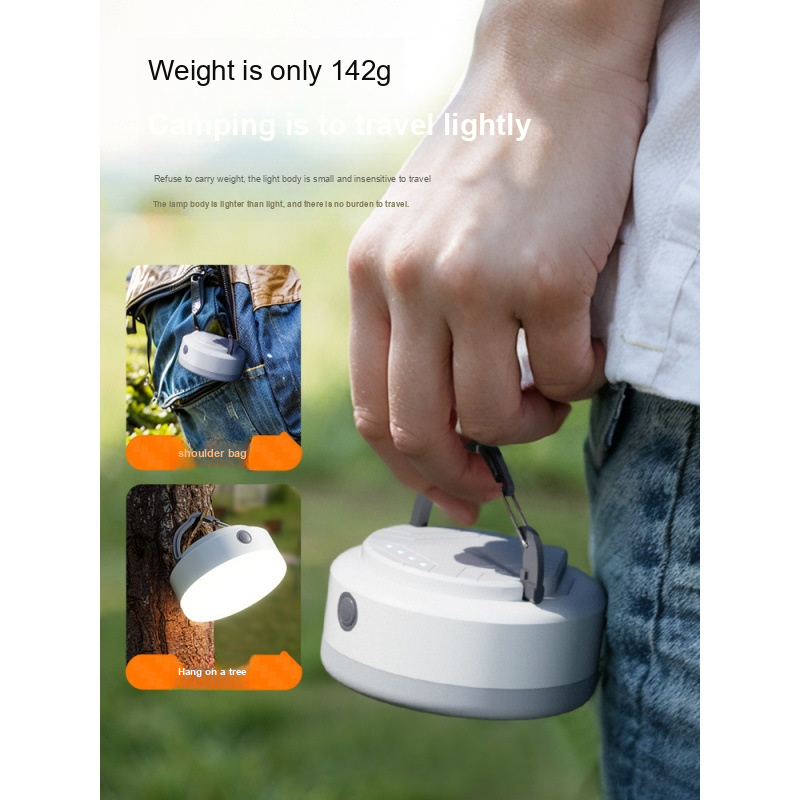 Weight is only 142g
Camping is to travel lightly
Refuse to carry weight, the light body is small and insensitive to travel
The lamp body is lighter than light, and there is no burden to travel.
shoulder bag
Hang on a tree